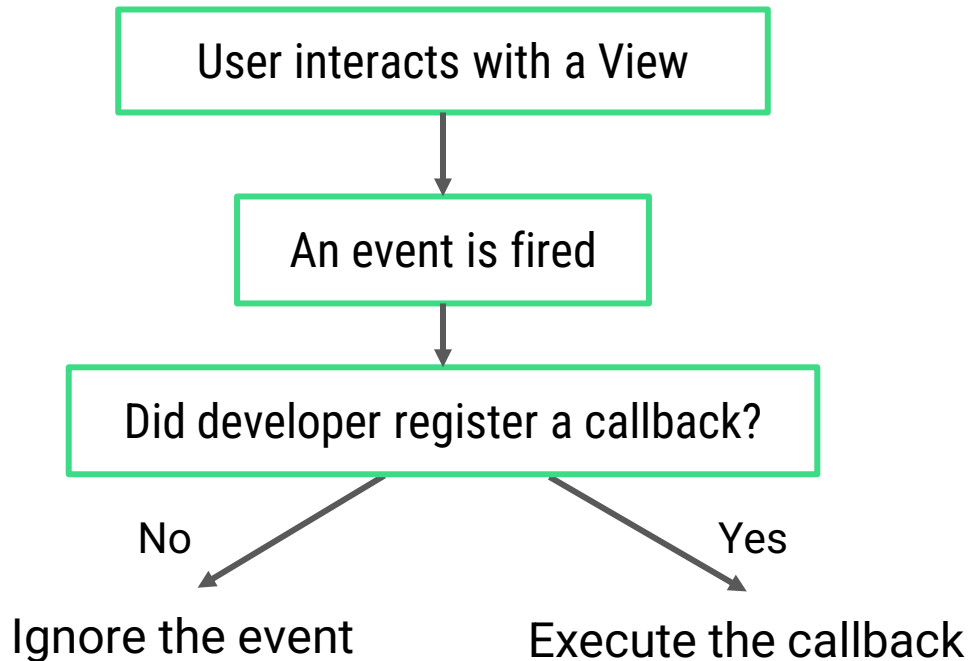 User interacts with a View
An event is fired
Did developer register a callback?
No
Yes
Ignore the event
Execute the callback